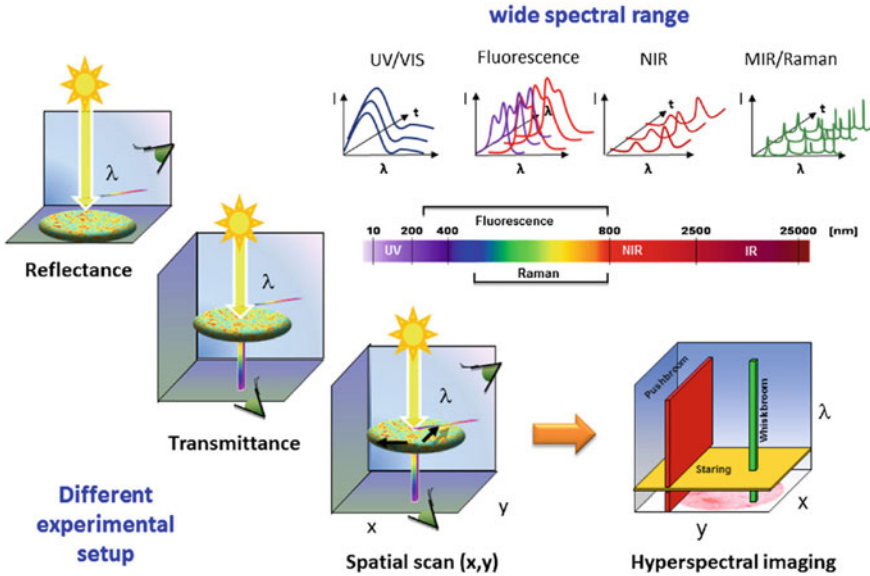 wide spectral range
UV/VIS Fluorescence NIR MIR/Raman
I t λ
I λ λ
I t λ
I t λ
λ
Reflectance
Fluorescence
10 200 400 800 2500 25000 [nm]
UV NIR IR
Raman
λ
Transmittance
λ
x y
Spatial scan (x,y)
Pushbroom
Whiskbroom
Staring
λ
y x
Hyperspectral imaging
Different
experimental
setup